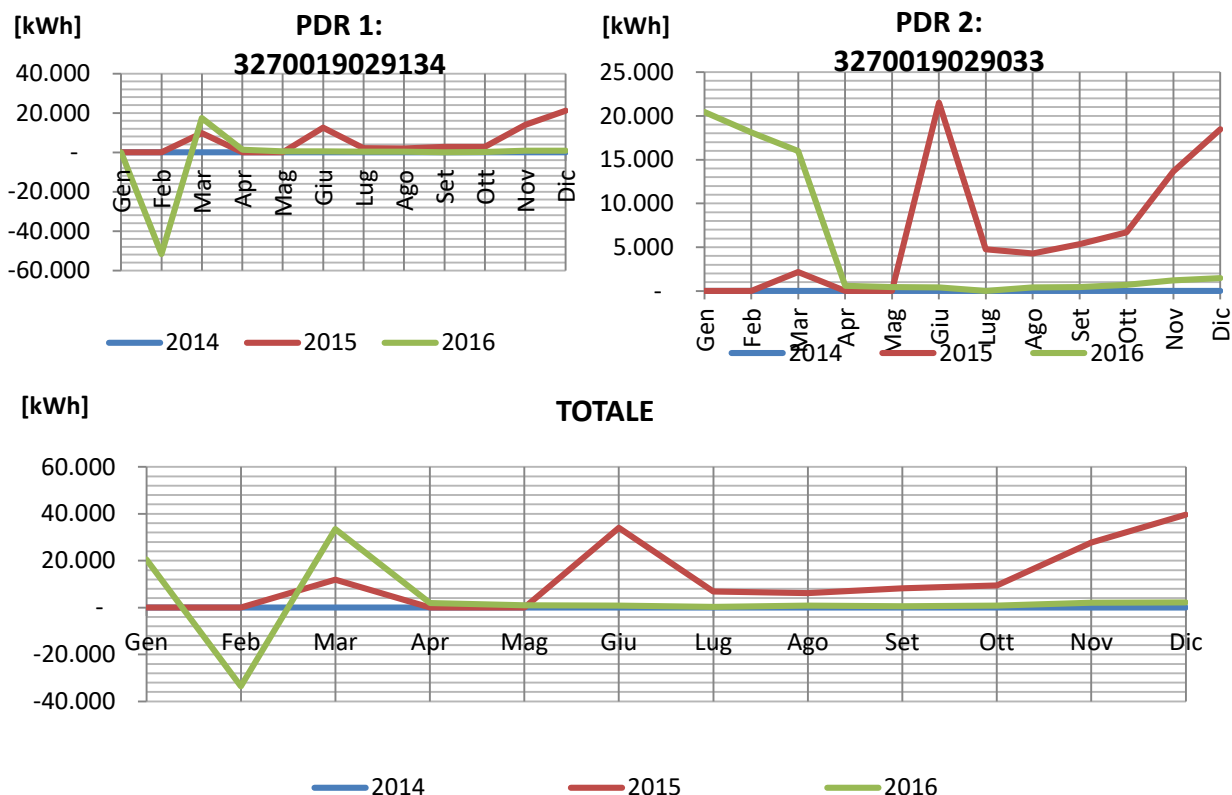 [kWh]
PDR 1:
3270019029134
40.000
20.000
-
-20.000
-40.000
-60.000
Gen
Feb
Mar
Apr
Mag
Giu
Lug
Ago
Set
Ott
Nov
Dic
2014 2015 2016
[kWh]
PDR 2:
3270019029033
25.000
20.000
15.000
10.000
5.000
-
Gen
Feb
Mar
Apr
Mag
Giu
Lug
Ago
Set
Ott
Nov
Dic
2014 2015 2016
[kWh]
TOTALE
60.000
40.000
20.000
-
Gen Feb Mar Apr Mag Giu Lug Ago Set Ott Nov Dic
-20.000
-40.000
2014 2015 2016